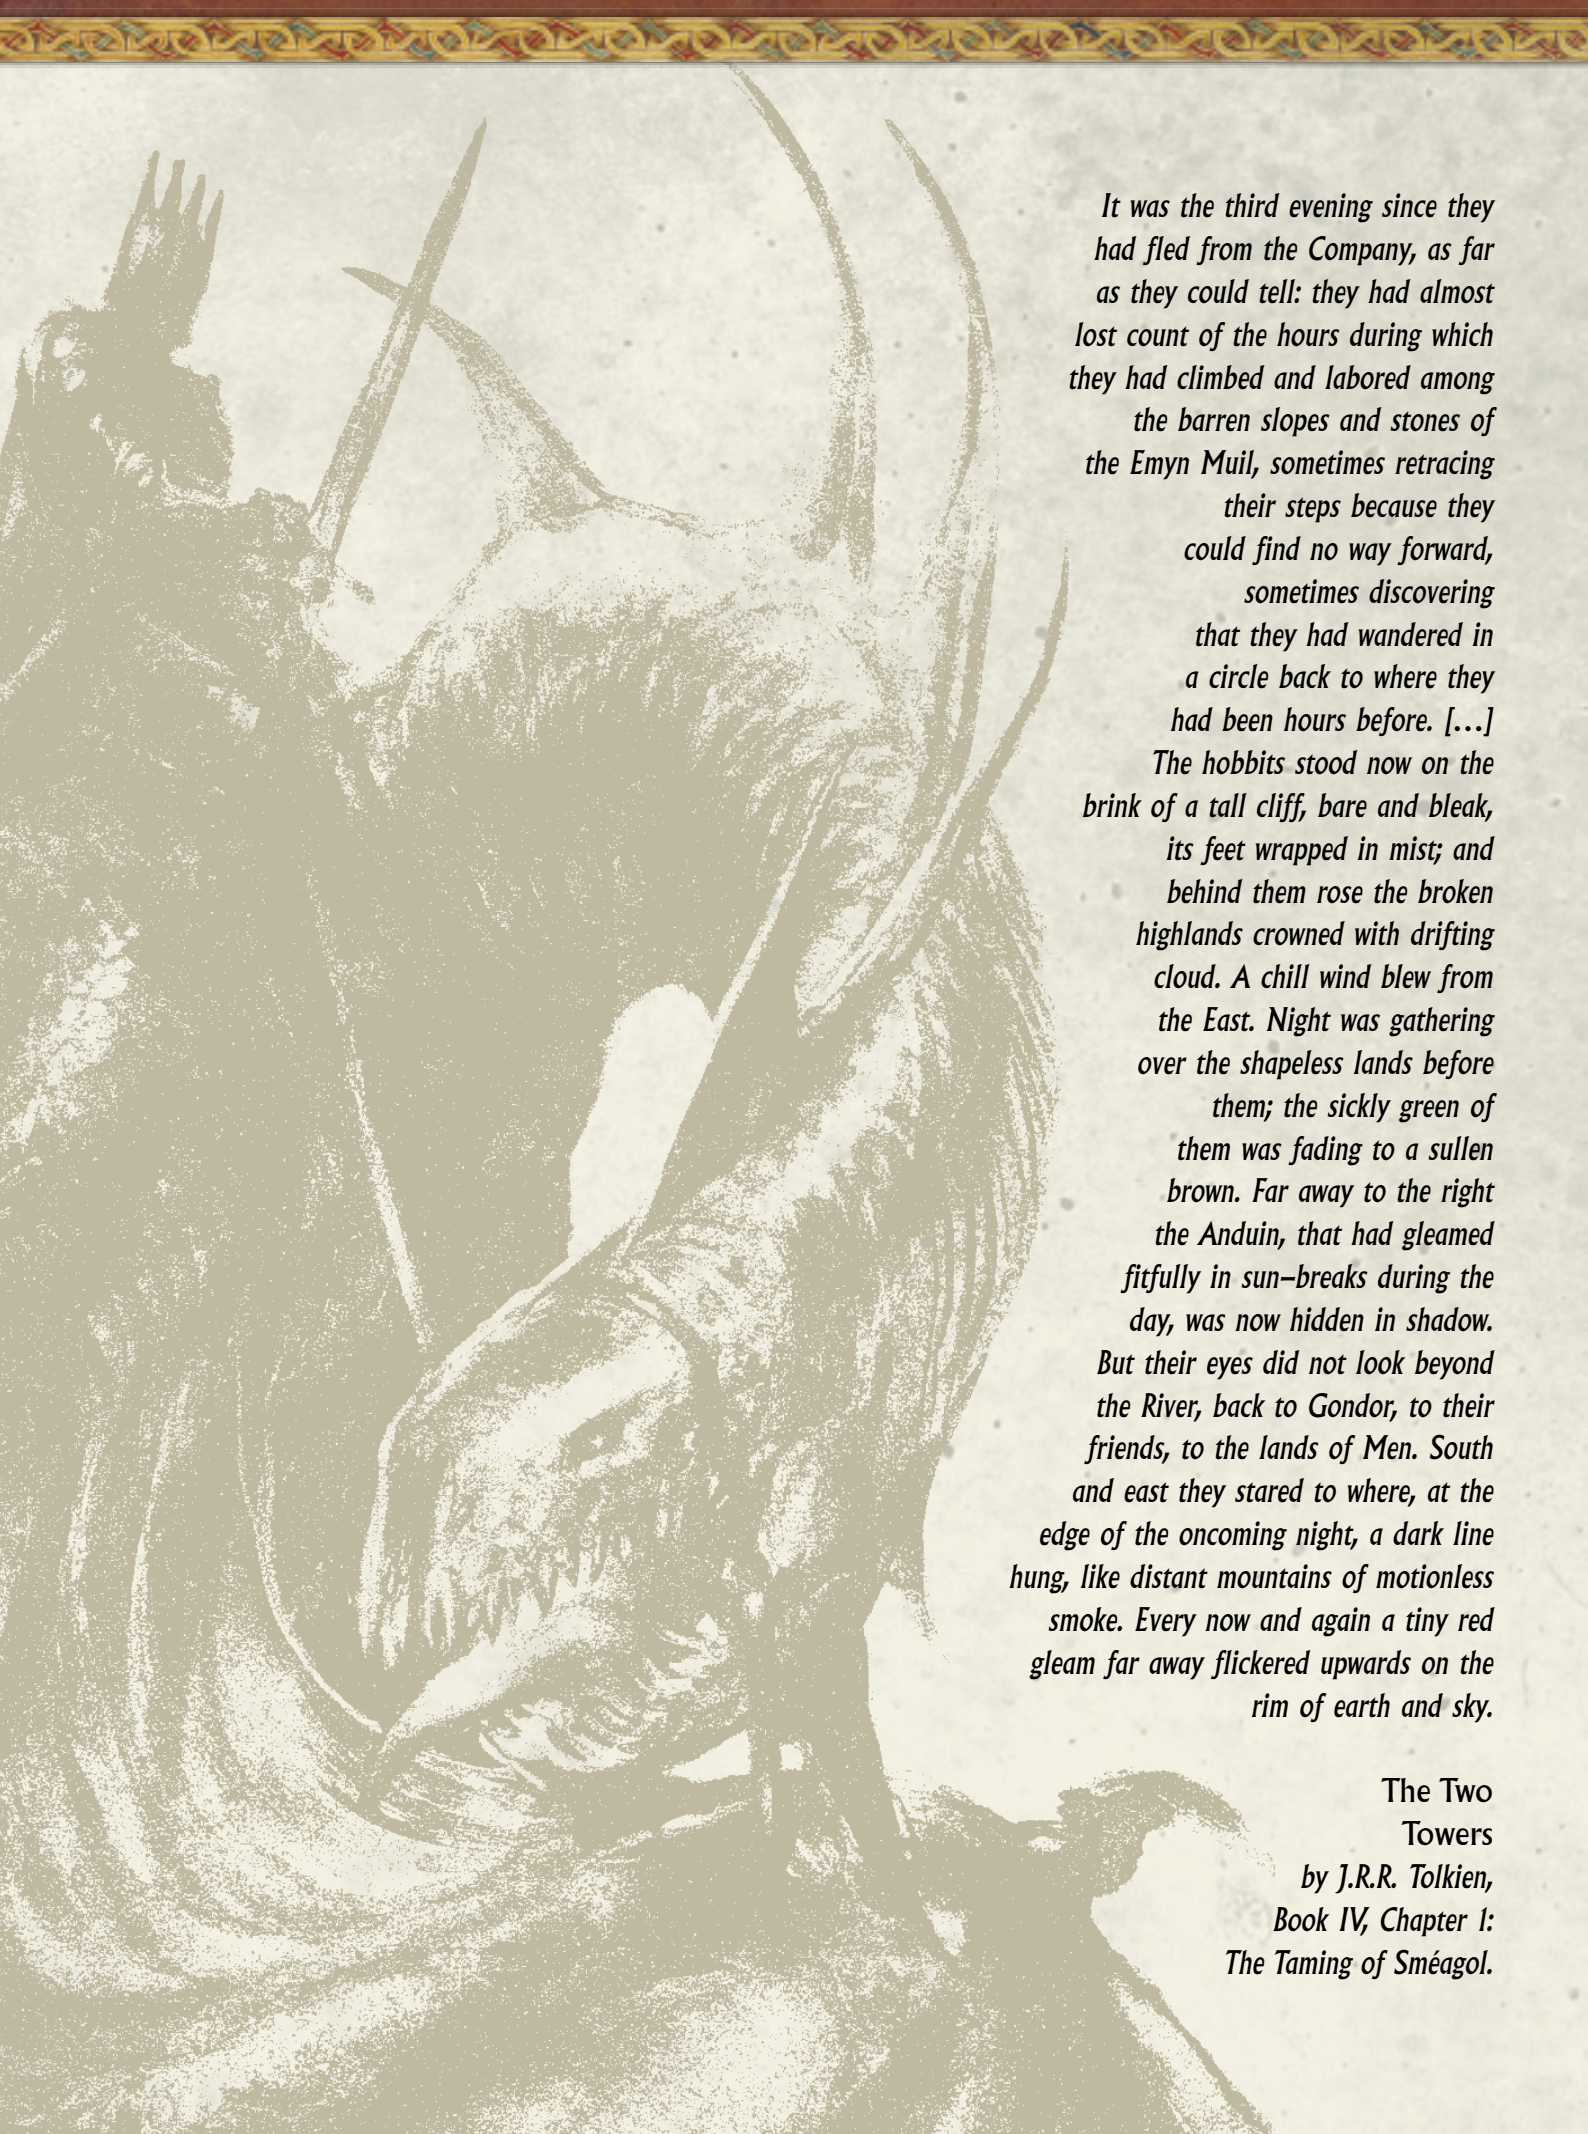 It was the third evening since they
had fled from the Company, as far
as they could tell: they had almost
lost count of the hours during which
they had climbed and labored among
the barren slopes and stones of
the Emyn Muil, sometimes retracing
their steps because they
could find no way forward,
sometimes discovering
that they had wandered in
a circle back to where they
had been hours before. […]
The hobbits stood now on the
brink of a tall cliff, bare and bleak,
its feet wrapped in mist; and
behind them rose the broken
highlands crowned with drifting
cloud. A chill wind blew from
the East. Night was gathering
over the shapeless lands before
them; the sickly green of
them was fading to a sullen
brown. Far away to the right
the Anduin, that had gleamed
fitfully in sun–breaks during the
day, was now hidden in shadow.
But their eyes did not look beyond
the River, back to Gondor, to their
friends, to the lands of Men. South
and east they stared to where, at the
edge of the oncoming night, a dark line
hung, like distant mountains of motionless
smoke. Every now and again a tiny red
gleam far away flickered upwards on the
rim of earth and sky.
The Two
Towers
by J.R.R. Tolkien,
Book IV, Chapter 1:
The Taming of Sméagol.